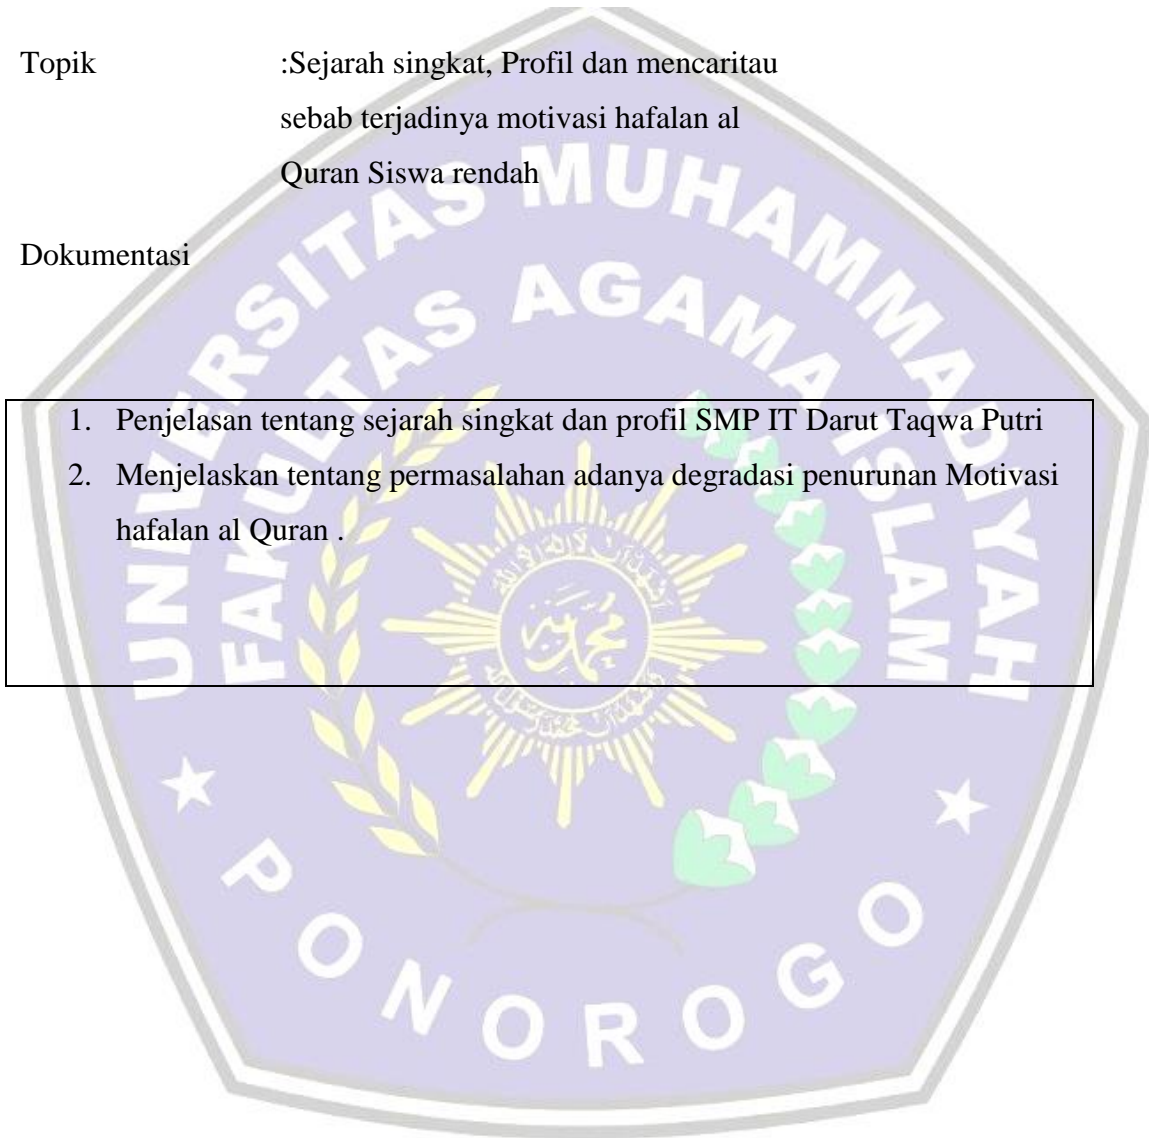 Topik :Sejarah singkat, Profil dan mencaritau
sebab terjadinya motivasi hafalan al
Quran Siswa rendah
Dokumentasi
1. Penjelasan tentang sejarah singkat dan profil SMP IT Darut Taqwa Putri
2. Menjelaskan tentang permasalahan adanya degradasi penurunan Motivasi
hafalan al Quran .
UNIVERSITAS MUHAMMADIYAH
FAKULTAS AGAMA ISLAM
PONOROGO
محمدية